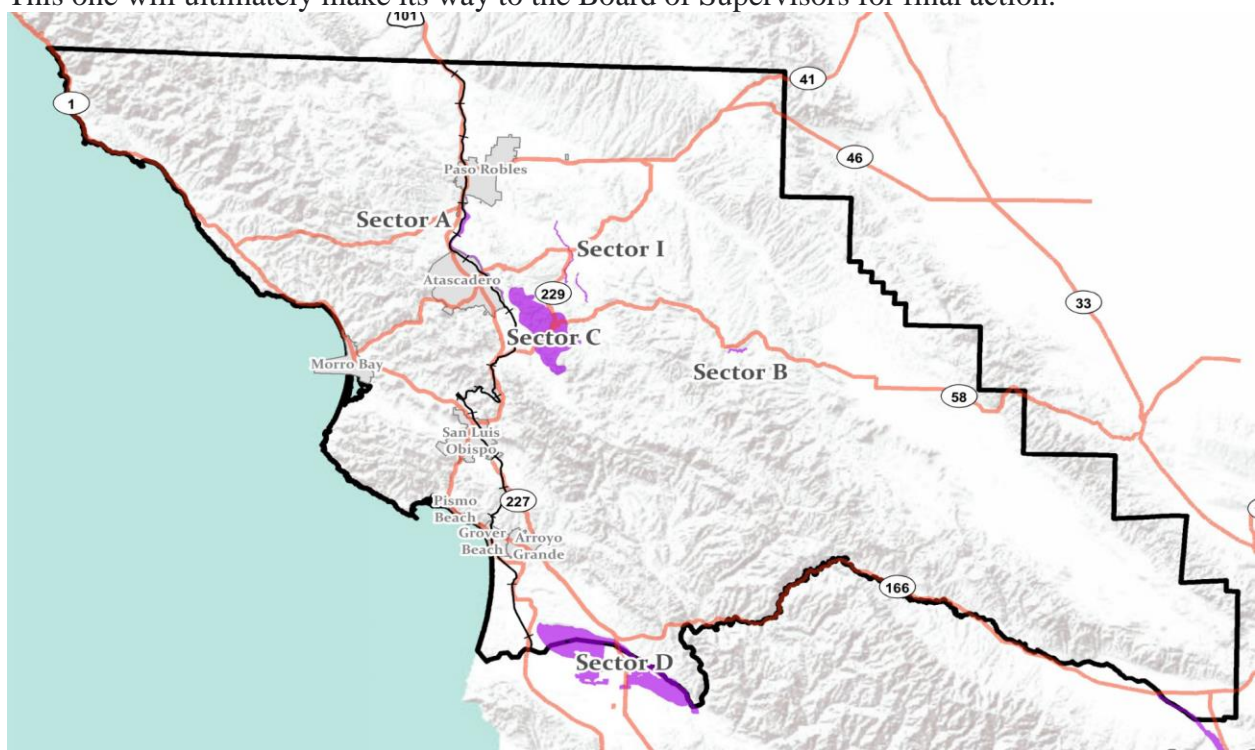 This one will ultimately make its way to the Board of Supervisors for final action.
101
1
41
46
Paso Robles
Sector A
Sector I
Atascadero
229
33
Sector C
Morro Bay
Sector B
58
San Luis
Obispo
Pismo
Beach
227
Grover
Beach
Arroyo
Grande
166
Sector D